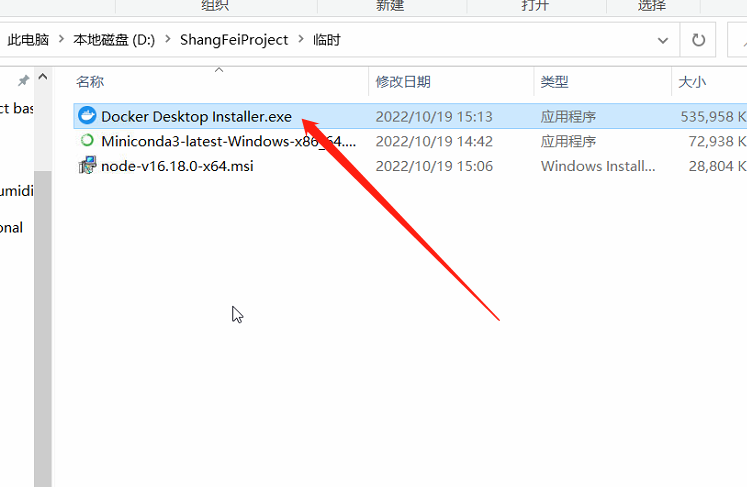 组织 新建 打开 选择
此电脑 > 本地磁盘 (D:) > ShangFeiProject > 临时
名称 修改日期 类型 大小
ct bas
Docker Desktop Installer.exe 2022/10/19 15:13 应用程序 535,958 K
Miniconda3-latest-Windows-x86_64.... 2022/10/19 14:42 应用程序 72,938 K
node-v16.18.0-x64.msi 2022/10/19 15:06 Windows Install... 28,804 K
umidi
onal